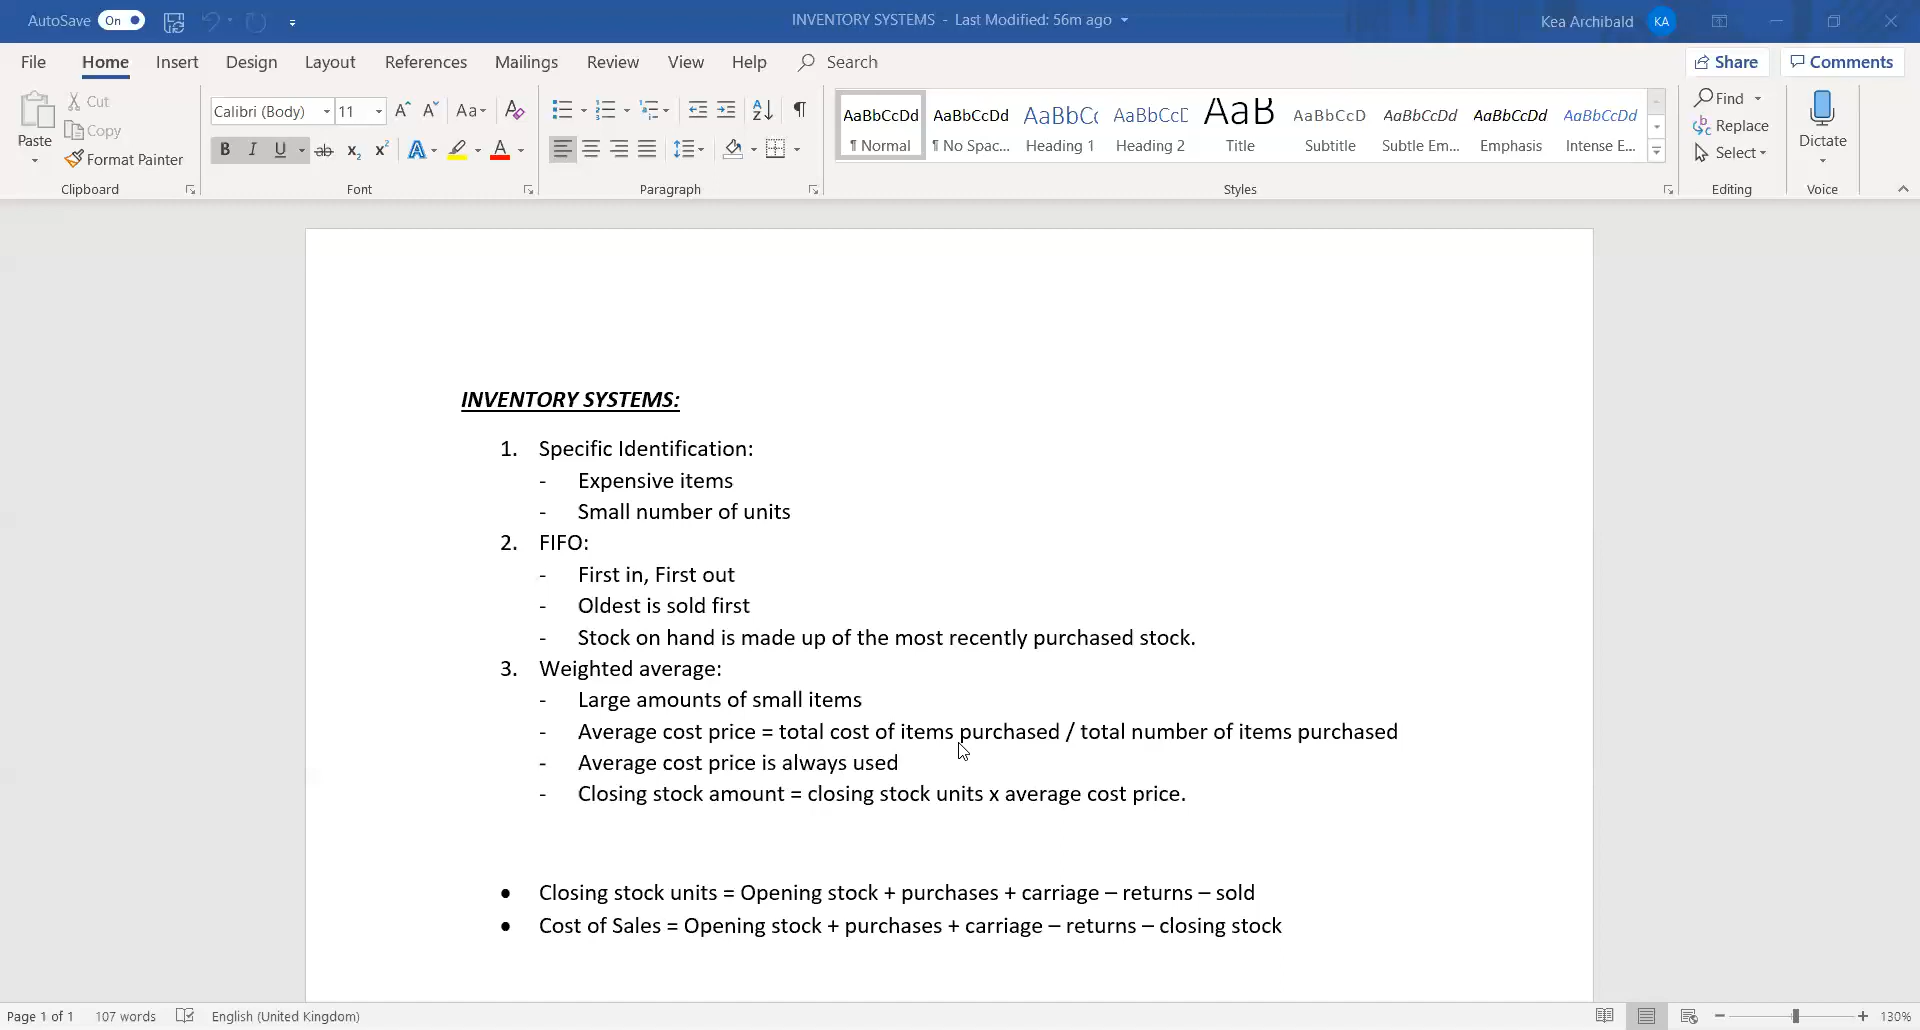 AutoSave On INVENTORY SYSTEMS - Last Modified: 56m ago Kea Archibald KA
File Home Insert Design Layout References Mailings Review View Help Search Share Comments
Paste
Cut
Copy
Format Painter
Clipboard
Calibri (Body) 11 A A Aa A
B I U ab x₂ x² A A
Font
Paragraph
AaBbCcDd AaBbCcDd AaBbCc AaBbCcD AaB AaBbCcD AaBbCcDd AaBbCcDd AaBbCcDd
¶ Normal ¶ No Spac... Heading 1 Heading 2 Title Subtitle Subtle Em... Emphasis Intense E...
Styles
Find
Replace
Select
Editing
Dictate
Voice
INVENTORY SYSTEMS:
1. Specific Identification:
- Expensive items
- Small number of units
2. FIFO:
- First in, First out
- Oldest is sold first
- Stock on hand is made up of the most recently purchased stock.
3. Weighted average:
- Large amounts of small items
- Average cost price = total cost of items purchased / total number of items purchased
- Average cost price is always used
- Closing stock amount = closing stock units x average cost price.
• Closing stock units = Opening stock + purchases + carriage – returns – sold
• Cost of Sales = Opening stock + purchases + carriage – returns – closing stock
Page 1 of 1 107 words English (United Kingdom) 130%